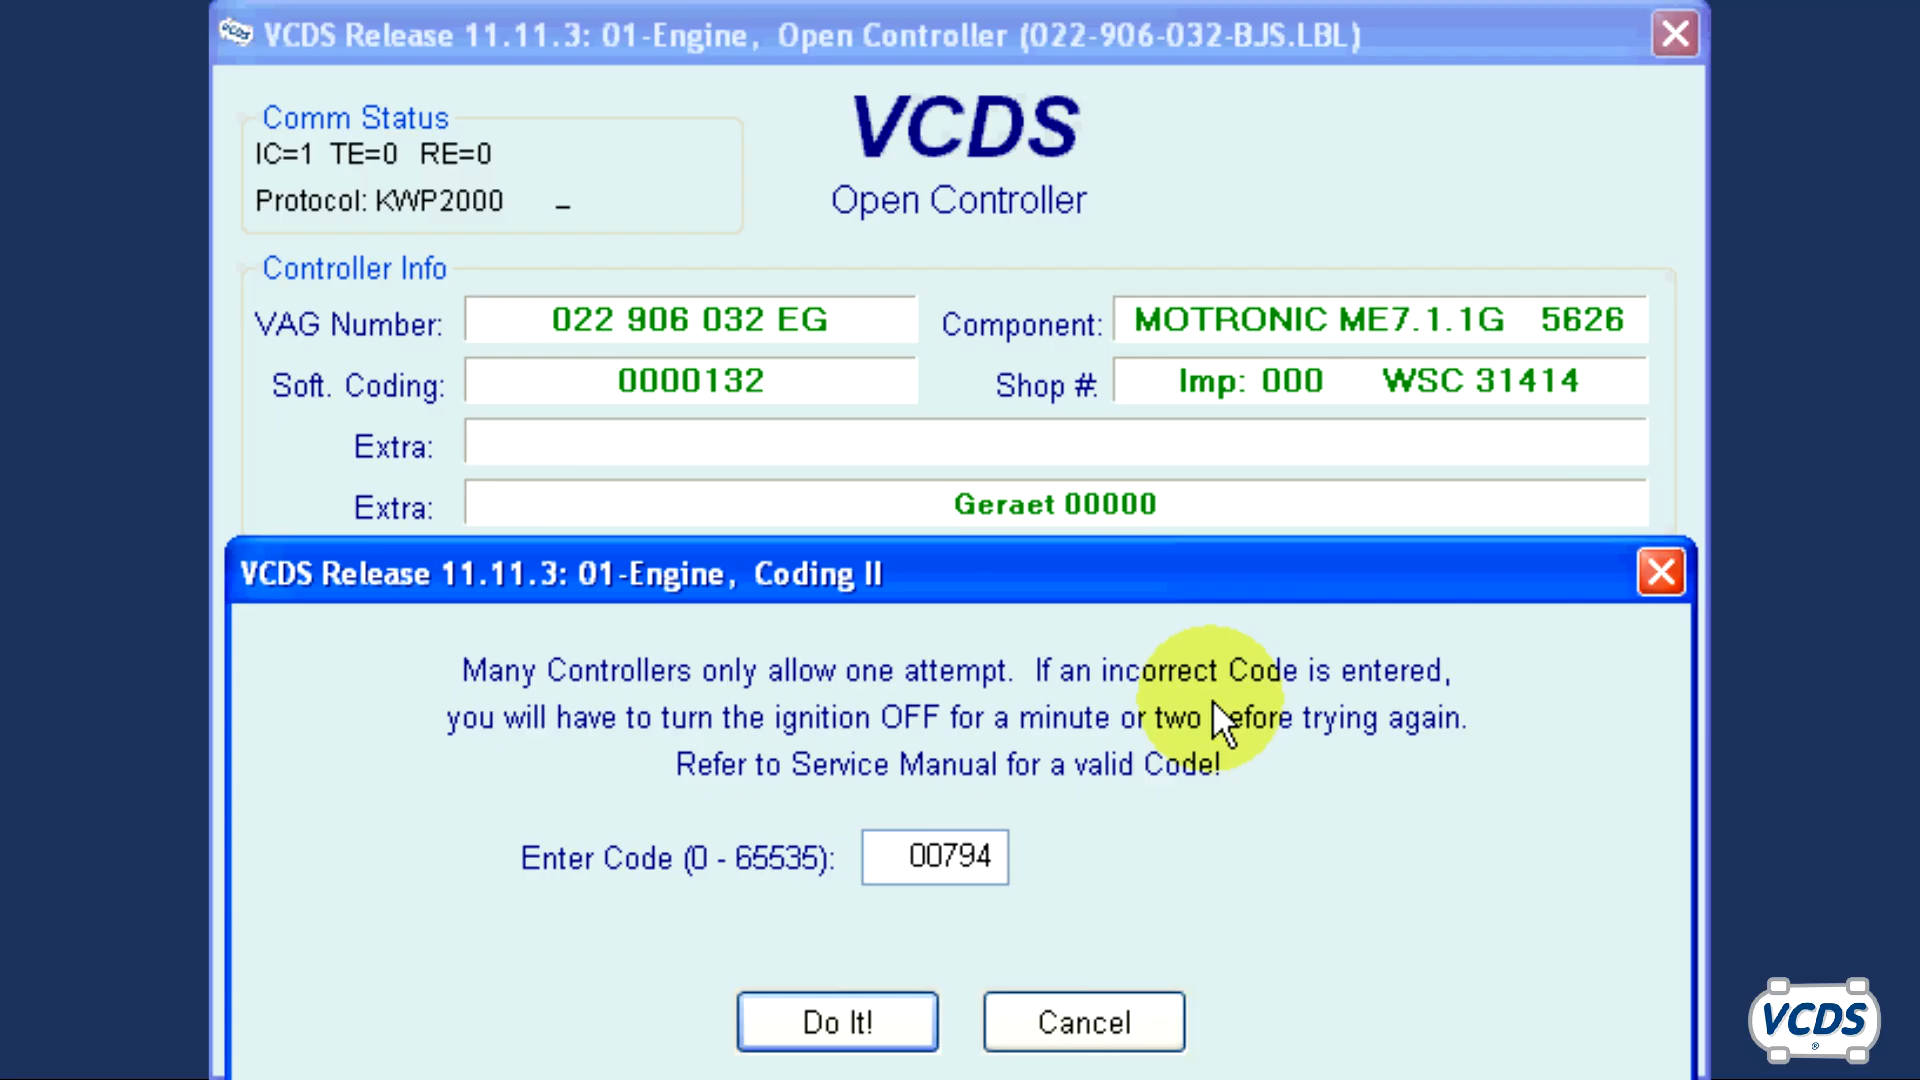 VCDS Release 11.11.3: 01-Engine, Open Controller (022-906-032-BJS.LBL)
Comm Status
IC=1 TE=0 RE=0
Protocol: KWP2000 _
VCDS
Open Controller
Controller Info
VAG Number: 022 906 032 EG Component: MOTRONIC ME7.1.1G 5626
Soft. Coding: 0000132 Shop #: Imp: 000 WSC 31414
Extra:
Extra: Geraet 00000
VCDS Release 11.11.3: 01-Engine, Coding II
Many Controllers only allow one attempt. If an incorrect Code is entered,
you will have to turn the ignition OFF for a minute or two before trying again.
Refer to Service Manual for a valid Code!
Enter Code (0 - 65535): 00794
Do It! Cancel
VCDS
®